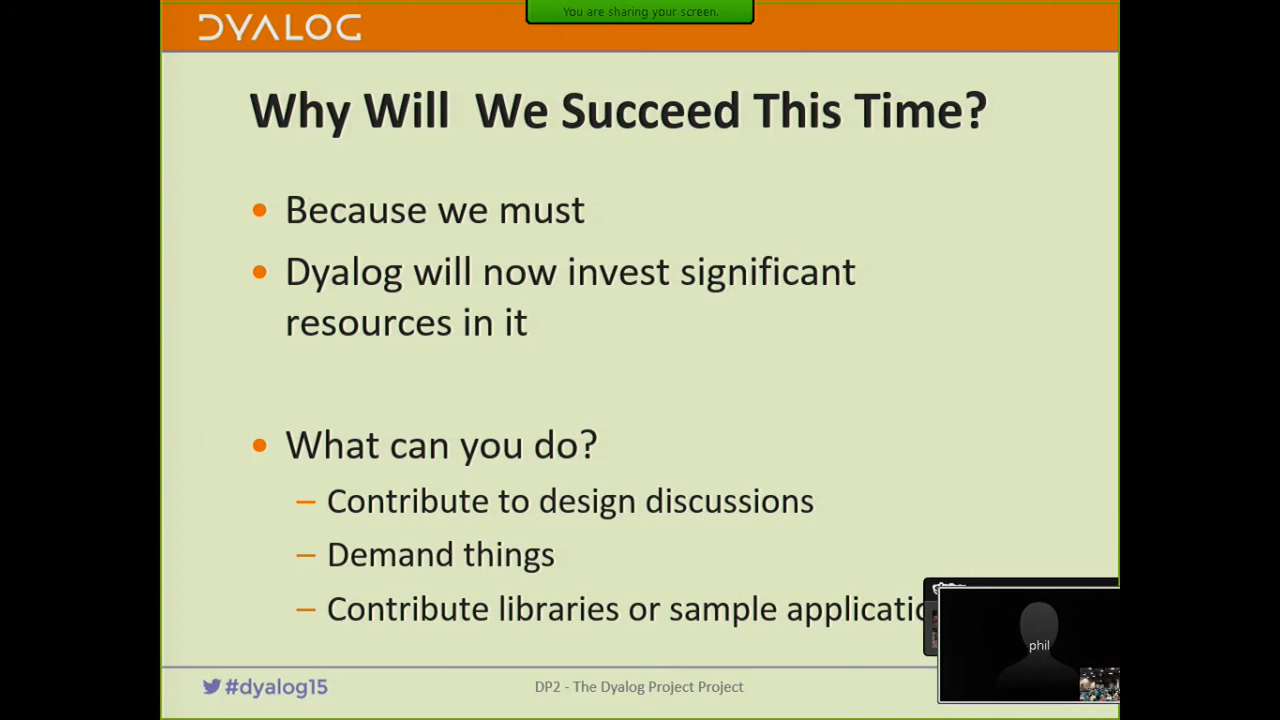 You are sharing your screen.
DYALOG
Why Will  We Succeed This Time?
• Because we must
• Dyalog will now invest significant
resources in it
• What can you do?
– Contribute to design discussions
– Demand things
– Contribute libraries or sample applicatio
phil
#dyalog15
DP2 - The Dyalog Project Project